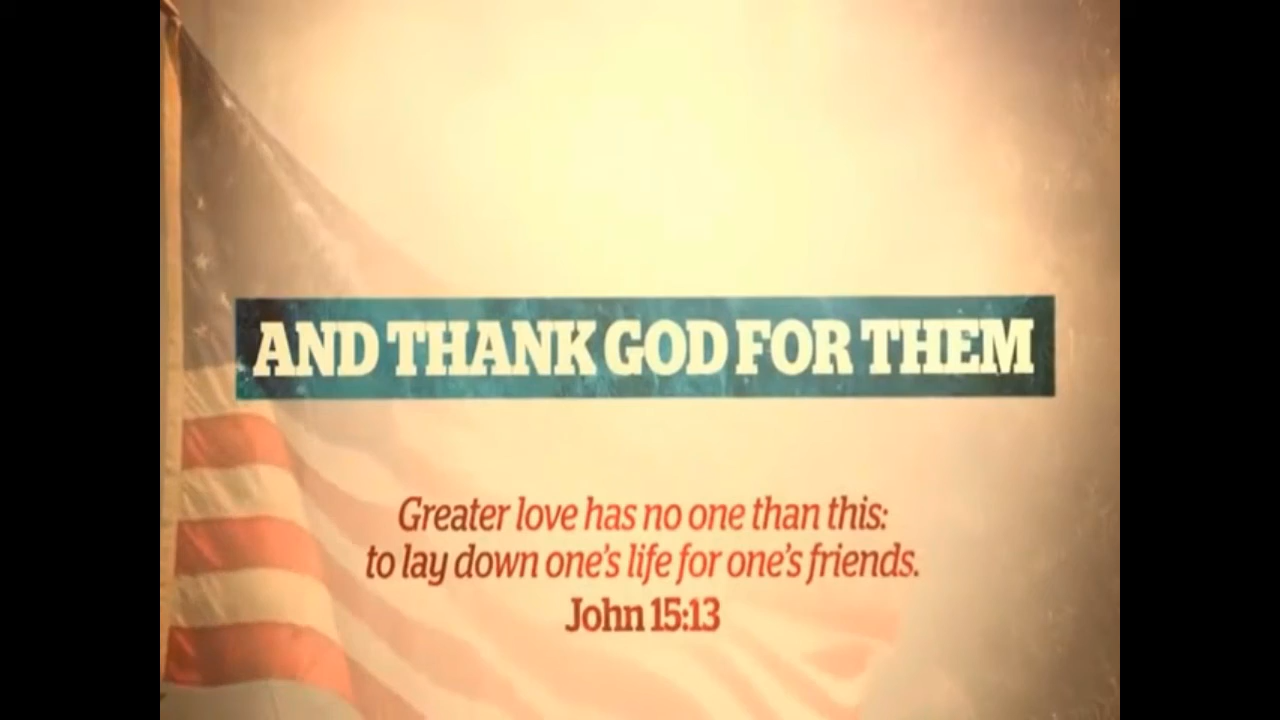 AND THANK GOD FOR THEM
Greater love has no one than this:
to lay down one's life for one's friends.
John 15:13